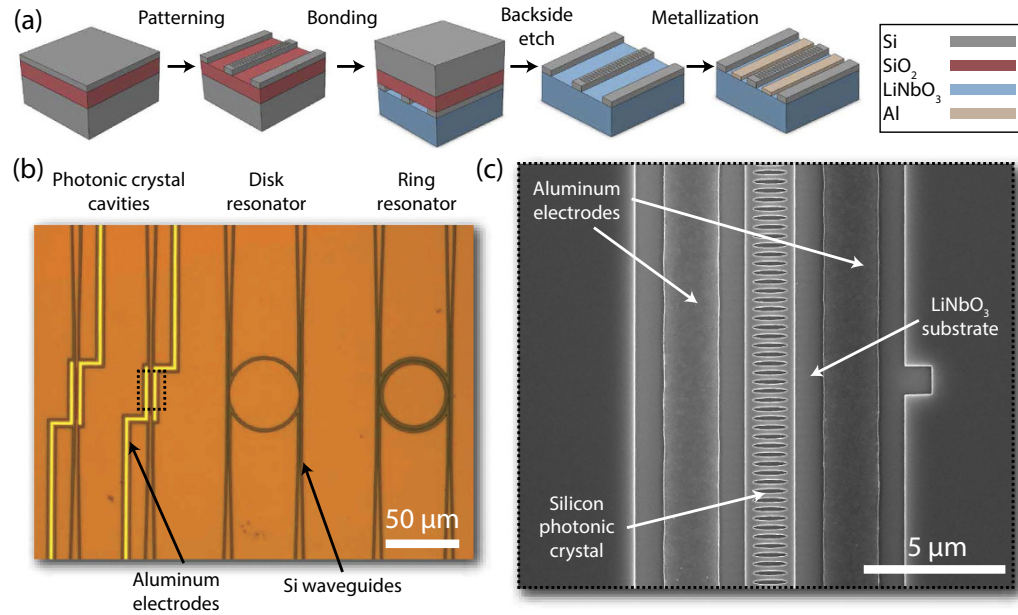 (a)
Patterning
Bonding
Backside
etch
Metallization
Si
SiO₂
LiNbO₃
Al
(b)
Photonic crystal
cavities
Disk
resonator
Ring
resonator
50 µm
Aluminum
electrodes
Si waveguides
(c)
Aluminum
electrodes
LiNbO₃
substrate
Silicon
photonic
crystal
5 µm